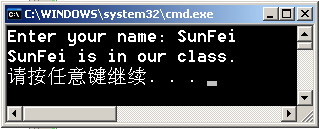 C:\WINDOWS\system32\cmd.exe
Enter your name: SunFei
SunFei is in our class.
请按任意键继续. . .